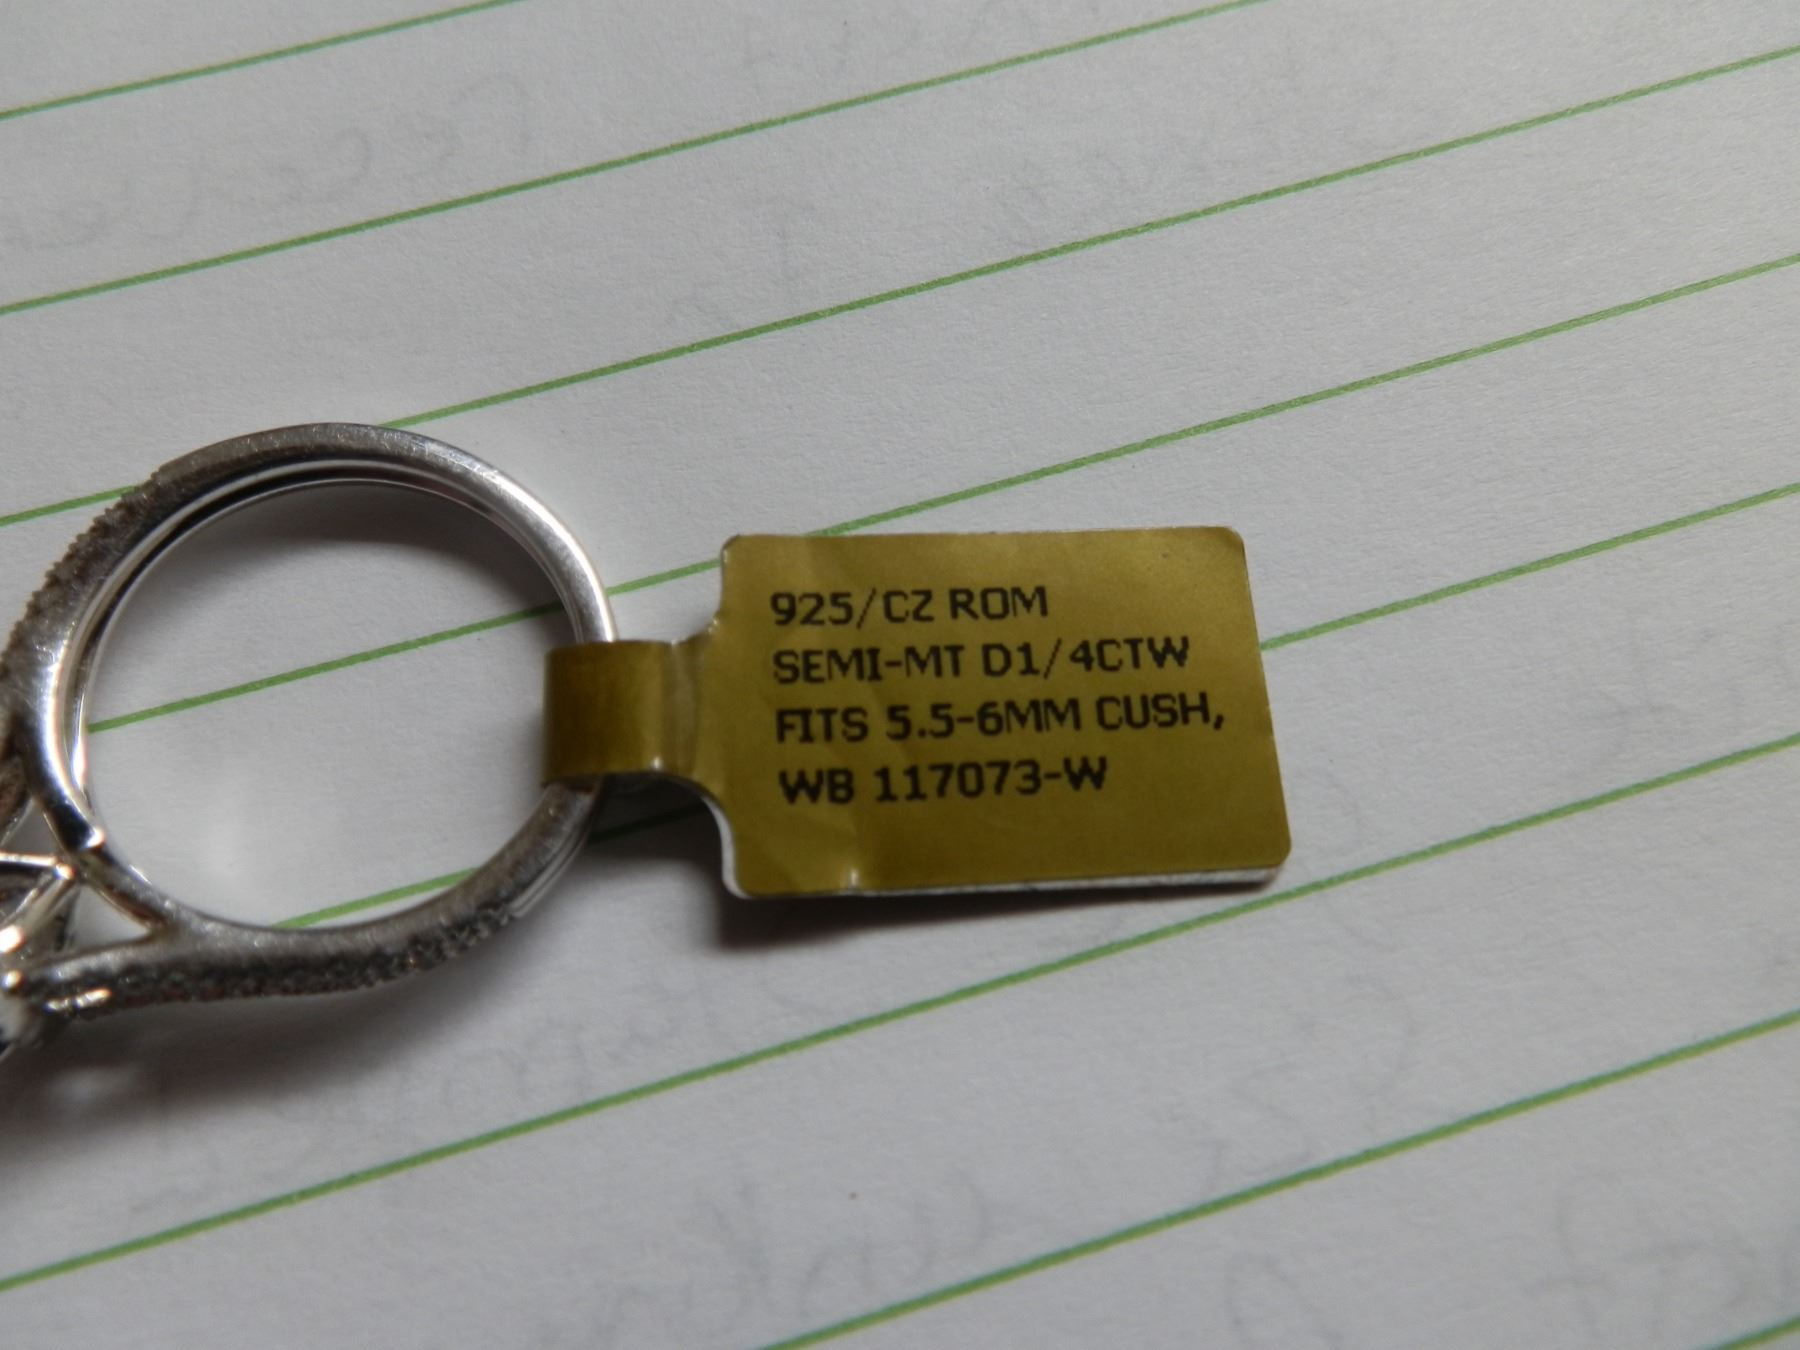 925/CZ ROM
SEMI-MT D1/4CTW
FITS 5.5-6MM CUSH,
WB 117073-W